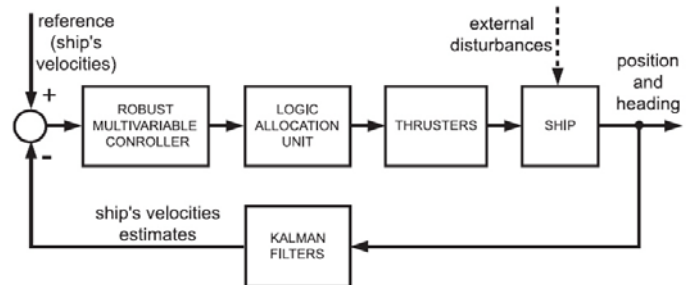 reference
(ship's
velocities)
+
-
ROBUST
MULTIVARIABLE
CONROLLER
LOGIC
ALLOCATION
UNIT
THRUSTERS
external
disturbances
SHIP
position
and
heading
ship's velocities
estimates
KALMAN
FILTERS